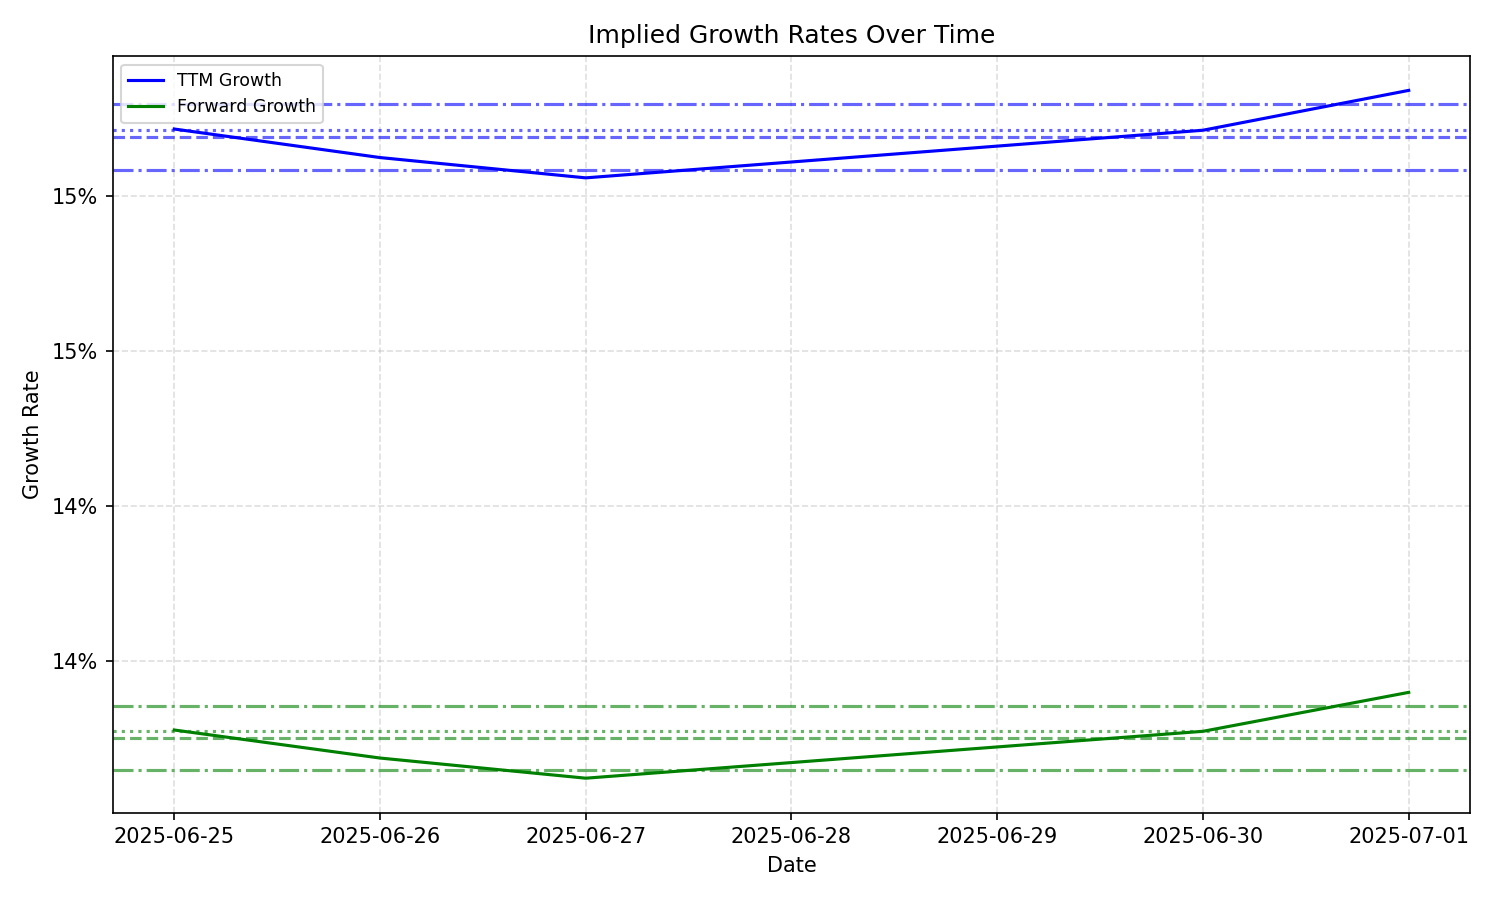 Implied Growth Rates Over Time
TTM Growth
Forward Growth
15%
15%
14%
14%
Growth Rate
2025-06-25
2025-06-26
2025-06-27
2025-06-28
2025-06-29
2025-06-30
2025-07-01
Date